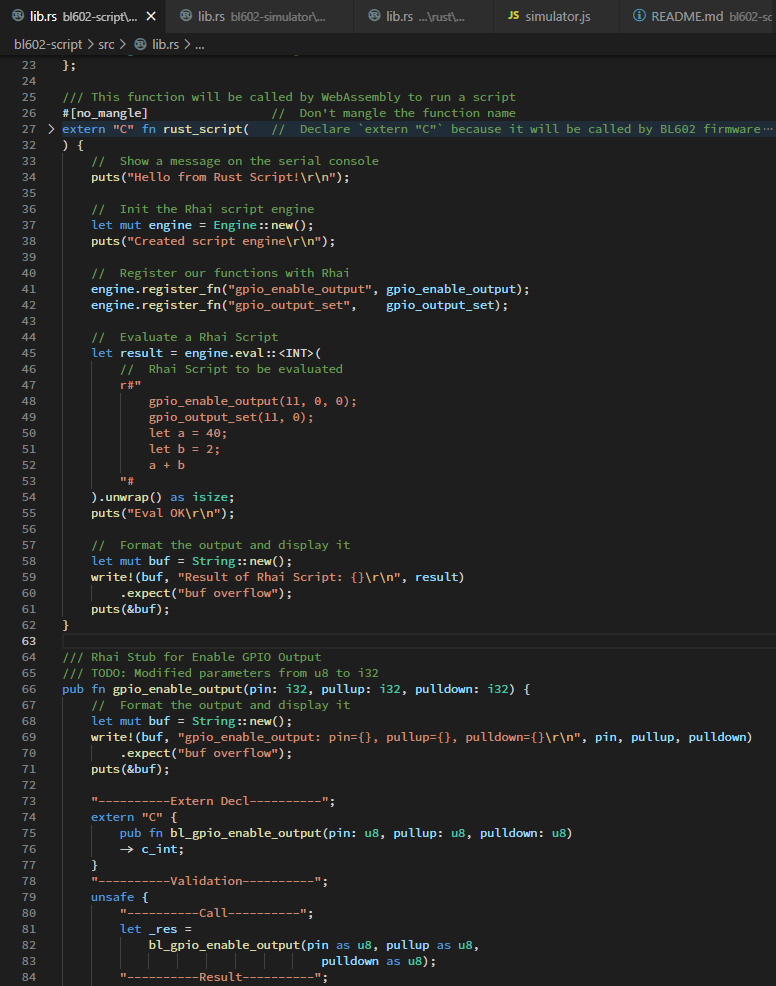 lib.rs bl602-script\... × lib.rs bl602-simulator\... lib.rs ...\rust\... JS simulator.js README.md bl602-sc
bl602-script > src > lib.rs > ...
23 };
24
25 /// This function will be called by WebAssembly to run a script
26 #[no_mangle]                 //  Don't mangle the function name
27 extern "C" fn rust_script(   //  Declare `extern "C"` because it will be called by BL602 firmware…
32 ) {
33     //  Show a message on the serial console
34     puts("Hello from Rust Script!\r\n");
35
36     //  Init the Rhai script engine
37     let mut engine = Engine::new();
38     puts("Created script engine\r\n");
39
40     //  Register our functions with Rhai
41     engine.register_fn("gpio_enable_output", gpio_enable_output);
42     engine.register_fn("gpio_output_set",    gpio_output_set);
43
44     //  Evaluate a Rhai Script
45     let result = engine.eval::<INT>(
46         //  Rhai Script to be evaluated
47         r#"
48             gpio_enable_output(11, 0, 0);
49             gpio_output_set(11, 0);
50             let a = 40;
51             let b = 2;
52             a + b
53         "#
54     ).unwrap() as isize;
55     puts("Eval OK\r\n");
56
57     //  Format the output and display it
58     let mut buf = String::new();
59     write!(buf, "Result of Rhai Script: {}\r\n", result)
60         .expect("buf overflow");
61     puts(&buf);
62 }
63
64 /// Rhai Stub for Enable GPIO Output
65 /// TODO: Modified parameters from u8 to i32
66 pub fn gpio_enable_output(pin: i32, pullup: i32, pulldown: i32) {
67     //  Format the output and display it
68     let mut buf = String::new();
69     write!(buf, "gpio_enable_output: pin={}, pullup={}, pulldown={}\r\n", pin, pullup, pulldown)
70         .expect("buf overflow");
71     puts(&buf);
72
73     "----------Extern Decl----------";
74     extern "C" {
75         pub fn bl_gpio_enable_output(pin: u8, pullup: u8, pulldown: u8)
76         -> c_int;
77     }
78     "----------Validation----------";
79     unsafe {
80         "----------Call----------";
81         let _res =
82             bl_gpio_enable_output(pin as u8, pullup as u8,
83                                     pulldown as u8);
84         "----------Result----------";